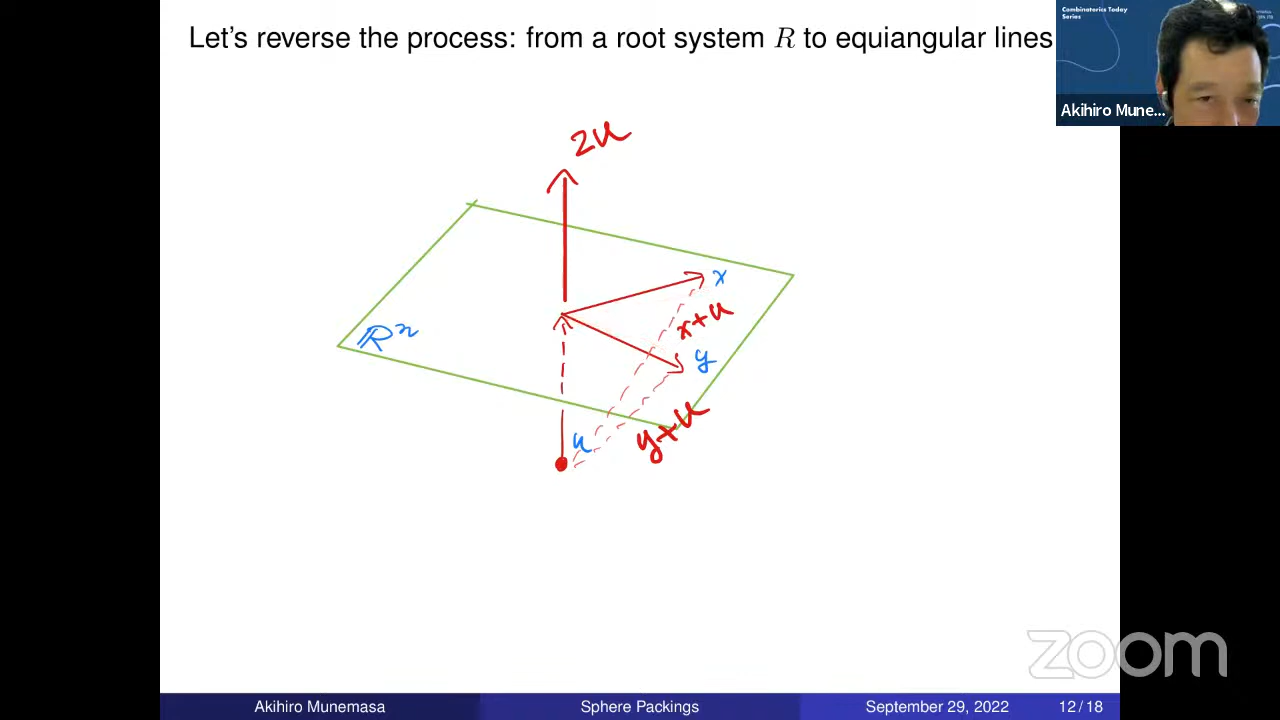 Let's reverse the process: from a root system R to equiangular lines
Combinatorics Today
Series
Akihiro Mune...
2u
x
x+u
ℝⁿ
y
y+u
u
zoom
Akihiro Munemasa
Sphere Packings
September 29, 2022
12 / 18